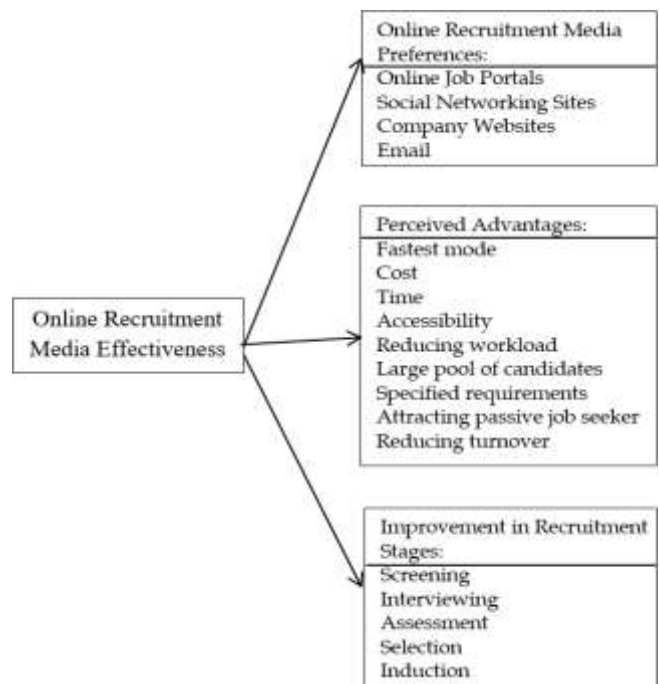 Online Recruitment Media
Preferences:
Online Job Portals
Social Networking Sites
Company Websites
Email
Perceived Advantages:
Fastest mode
Cost
Time
Accessibility
Reducing workload
Large pool of candidates
Specified requirements
Attracting passive job seeker
Reducing turnover
Online Recruitment
Media Effectiveness
Improvement in Recruitment
Stages:
Screening
Interviewing
Assessment
Selection
Induction